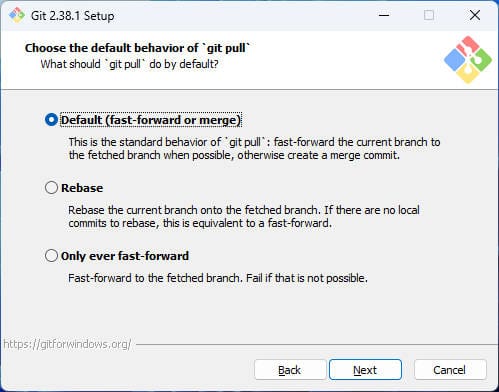 Git 2.38.1 Setup
Choose the default behavior of `git pull`
What should `git pull` do by default?
Default (fast-forward or merge)
This is the standard behavior of `git pull`: fast-forward the current branch to
the fetched branch when possible, otherwise create a merge commit.
Rebase
Rebase the current branch onto the fetched branch. If there are no local
commits to rebase, this is equivalent to a fast-forward.
Only ever fast-forward
Fast-forward to the fetched branch. Fail if that is not possible.
https://gitforwindows.org/
Back
Next
Cancel